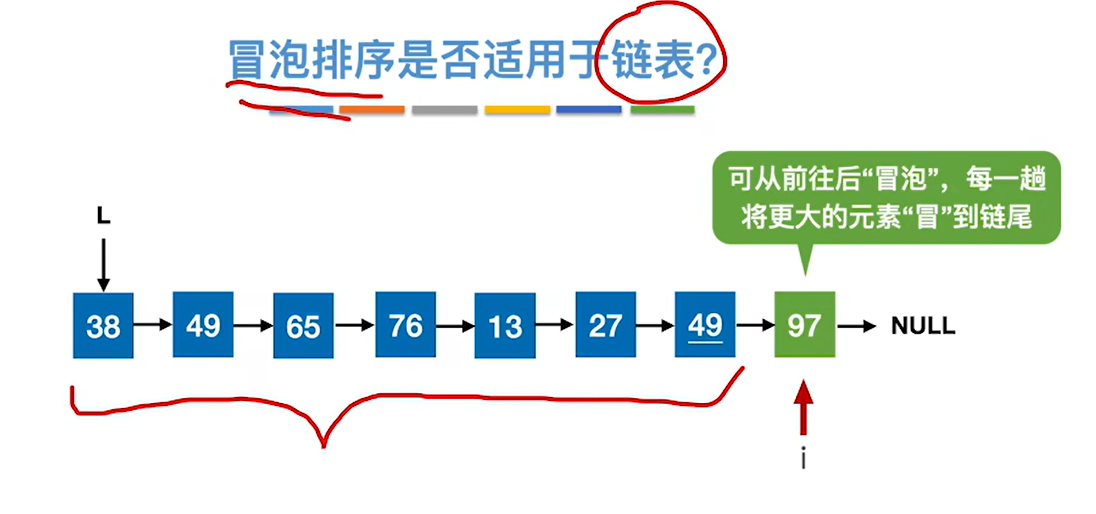 冒泡排序是否适用于链表?
可从前往后“冒泡”，每一趟
将更大的元素“冒”到链尾
L
38 49 65 76 13 27 49 97 NULL
i